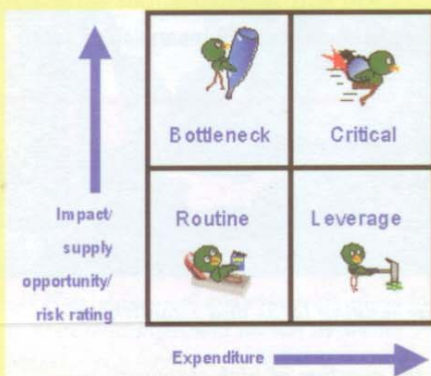 Bottleneck Critical
Routine Leverage
Impact/
supply
opportunity/
risk rating
Expenditure